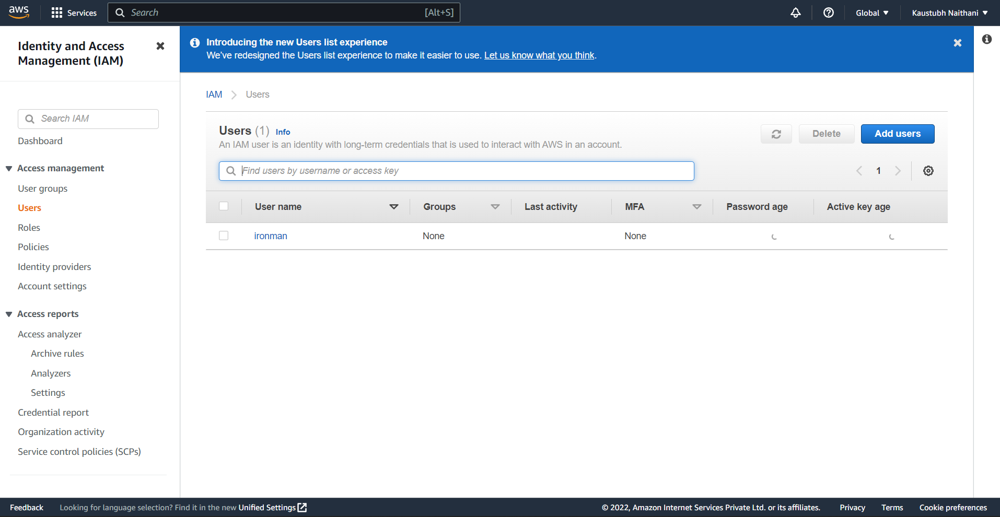 aws
Services
Search
[Alt+S]
Global
Kaustubh Naithani
Identity and Access
Management (IAM)
Search IAM
Dashboard
Access management
User groups
Users
Roles
Policies
Identity providers
Account settings
Access reports
Access analyzer
Archive rules
Analyzers
Settings
Credential report
Organization activity
Service control policies (SCPs)
Introducing the new Users list experience
We've redesigned the Users list experience to make it easier to use. Let us know what you think.
IAM Users
Users (1) Info
An IAM user is an identity with long-term credentials that is used to interact with AWS in an account.
Delete
Add users
Find users by username or access key
1
User name Groups Last activity MFA Password age Active key age
ironman None None
Feedback Looking for language selection? Find it in the new Unified Settings
© 2022, Amazon Internet Services Private Ltd. or its affiliates. Privacy Terms Cookie preferences